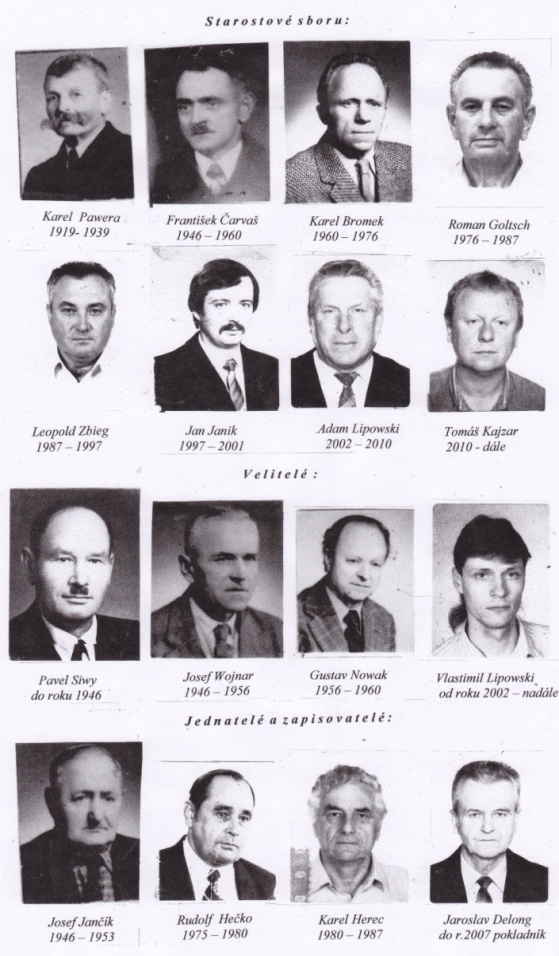 Starostové sboru:
Karel Pawera
1919- 1939
František Čarvaš
1946 – 1960
Karel Bromek
1960 – 1976
Roman Goltsch
1976 – 1987
Leopold Zbieg
1987 – 1997
Jan Janik
1997 – 2001
Adam Lipowski
2002 – 2010
Tomáš Kajzar
2010 - dále
Velitelé :
Pavel Siwy
do roku 1946
Josef Wojnar
1946 – 1956
Gustav Nowak
1956 – 1960
Vlastimil Lipowski
od roku 2002 – nadále
Jednatelé a zapisovatelé:
Josef Jančik
1946 – 1953
Rudolf Hečko
1975 – 1980
Karel Herec
1980 – 1987
Jaroslav Delong
do r.2007 pokladník